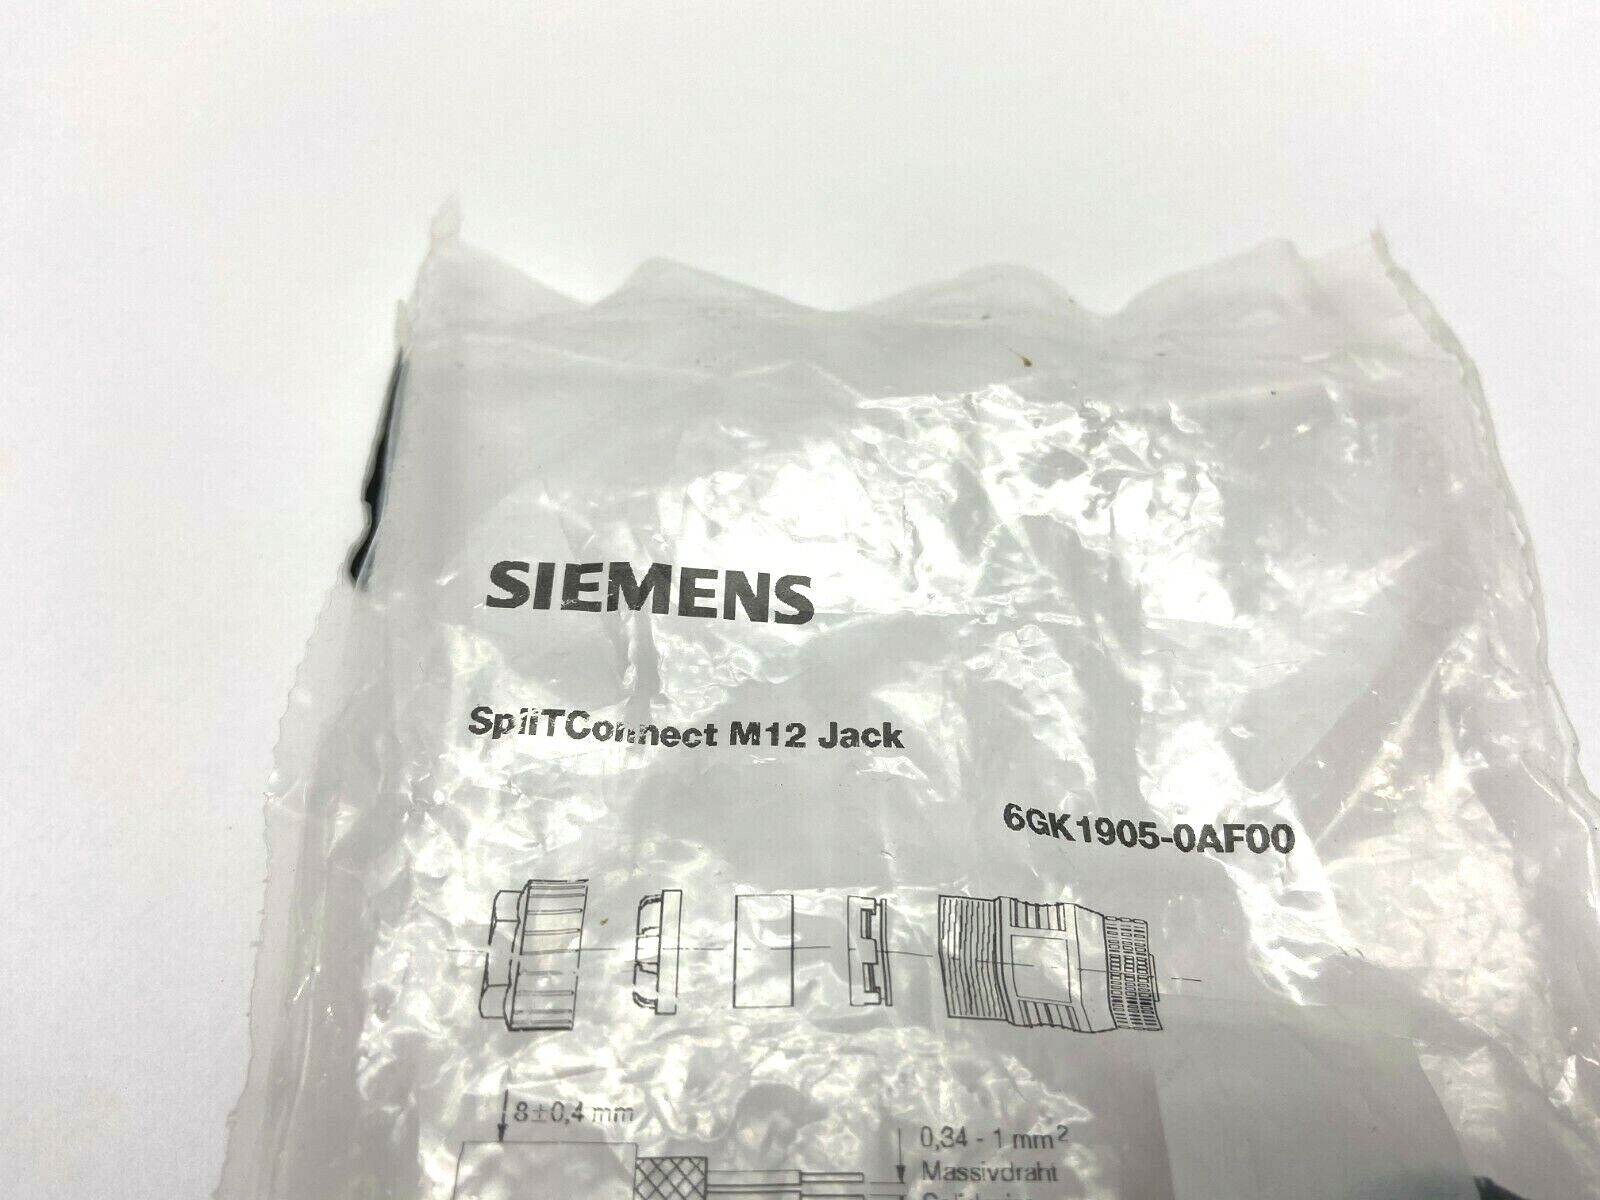 SIEMENS
SpliTConnect M12 Jack
6GK1905-0AF00
8±0,4 mm
0,34 - 1 mm²
Massivdraht